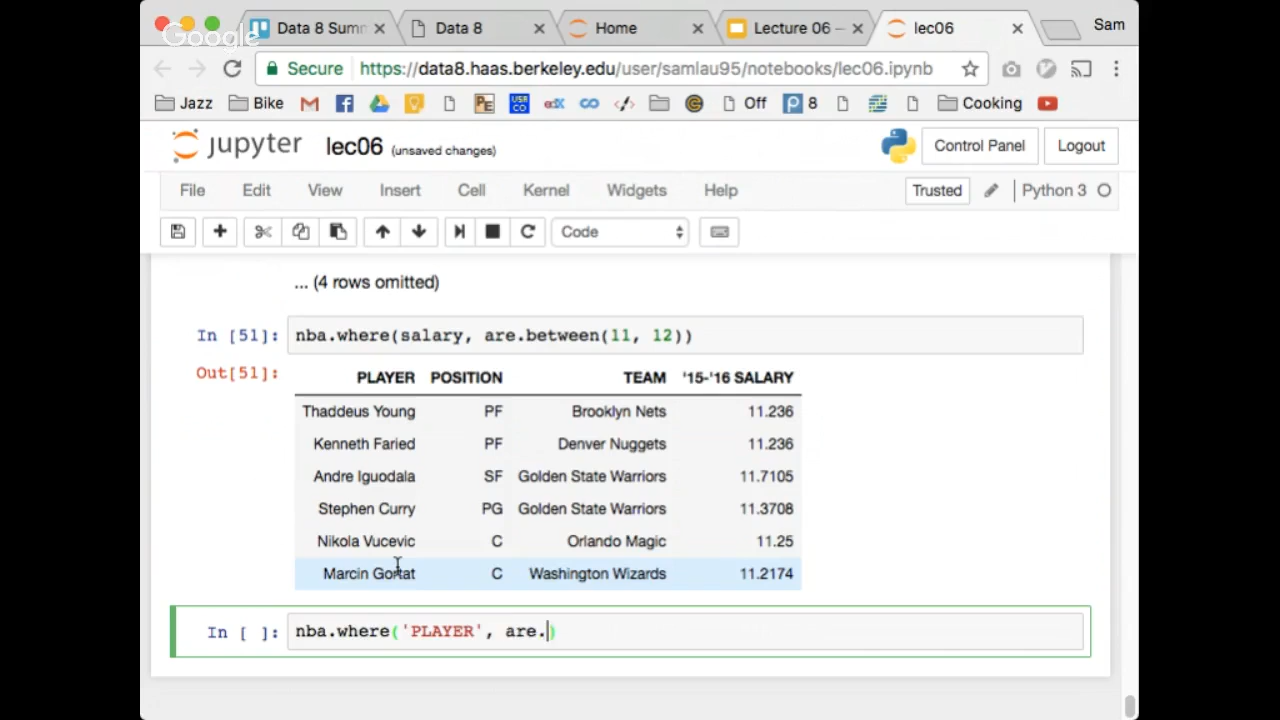 Google
Data 8 Summ
Data 8
Home
Lecture 06 –
lec06
Sam
Secure https://data8.haas.berkeley.edu/user/samlau95/notebooks/lec06.ipynb
Jazz Bike PE USE CO edX Off P 8 Cooking
jupyter lec06 (unsaved changes) Control Panel Logout
File Edit View Insert Cell Kernel Widgets Help Trusted Python 3
Code
... (4 rows omitted)
In [51]: nba.where(salary, are.between(11, 12))
Out[51]: PLAYER POSITION TEAM '15-'16 SALARY
Thaddeus Young PF Brooklyn Nets 11.236
Kenneth Faried PF Denver Nuggets 11.236
Andre Iguodala SF Golden State Warriors 11.7105
Stephen Curry PG Golden State Warriors 11.3708
Nikola Vucevic C Orlando Magic 11.25
Marcin Gortat C Washington Wizards 11.2174
In [ ]: nba.where('PLAYER', are.)